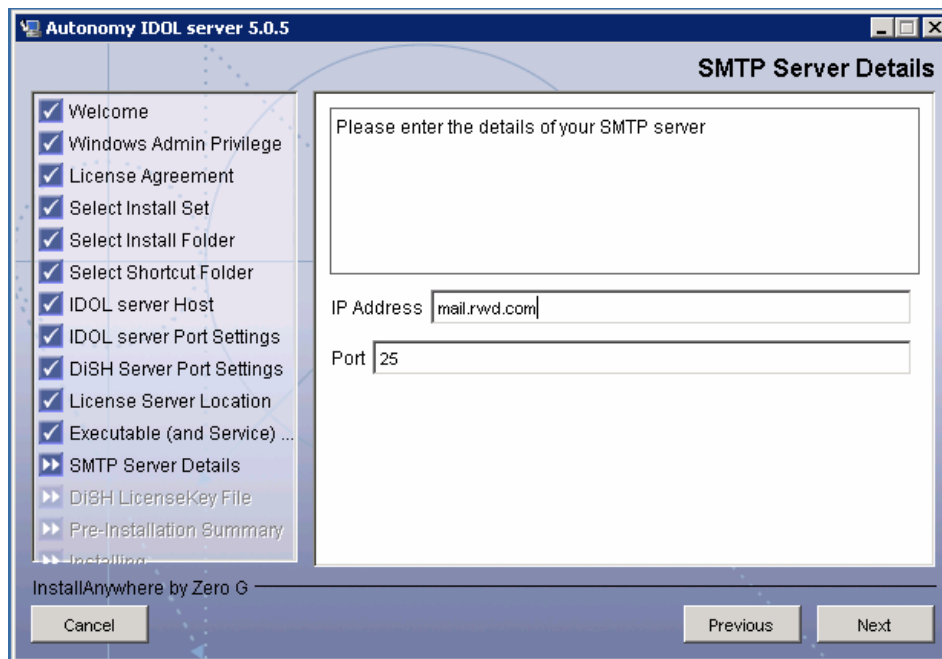 Autonomy IDOL server 5.0.5
SMTP Server Details
Welcome
Windows Admin Privilege
License Agreement
Select Install Set
Select Install Folder
Select Shortcut Folder
IDOL server Host
IDOL server Port Settings
DiSH Server Port Settings
License Server Location
Executable (and Service) ...
SMTP Server Details
DiSH LicenseKey File
Pre-Installation Summary
Installing
Please enter the details of your SMTP server
IP Address mail.rwd.com
Port 25
InstallAnywhere by Zero G
Cancel
Previous Next